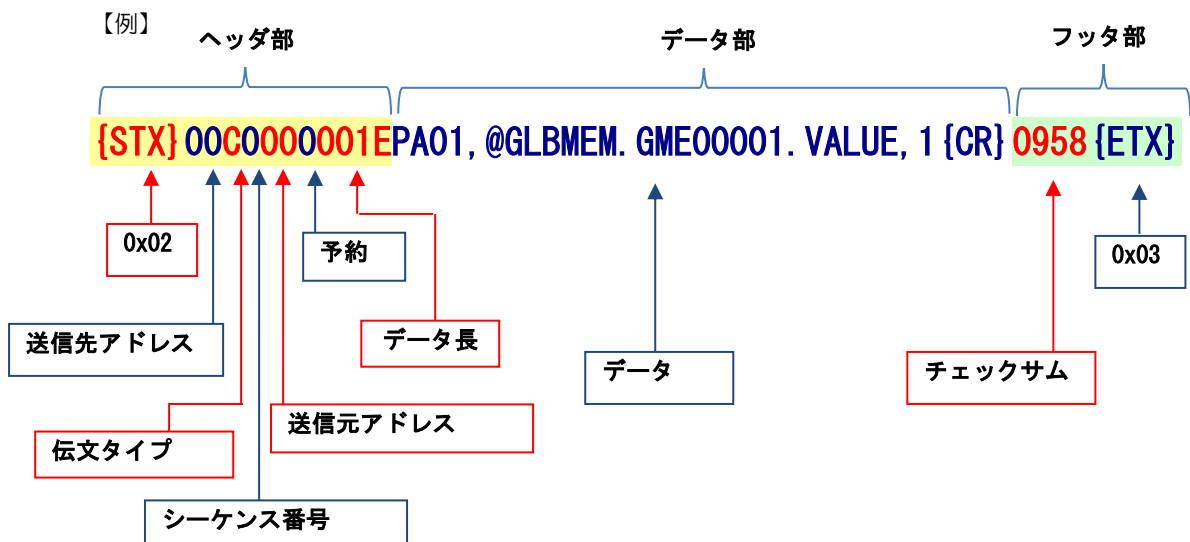 【例】
ヘッダ部 データ部 フッタ部
{STX}00C0000001EPA01,@GLBMEM.GME00001.VALUE,1{CR}0958{ETX}
0x02 予約 0x03
送信先アドレス データ長 データ チェックサム
伝文タイプ 送信元アドレス
シーケンス番号